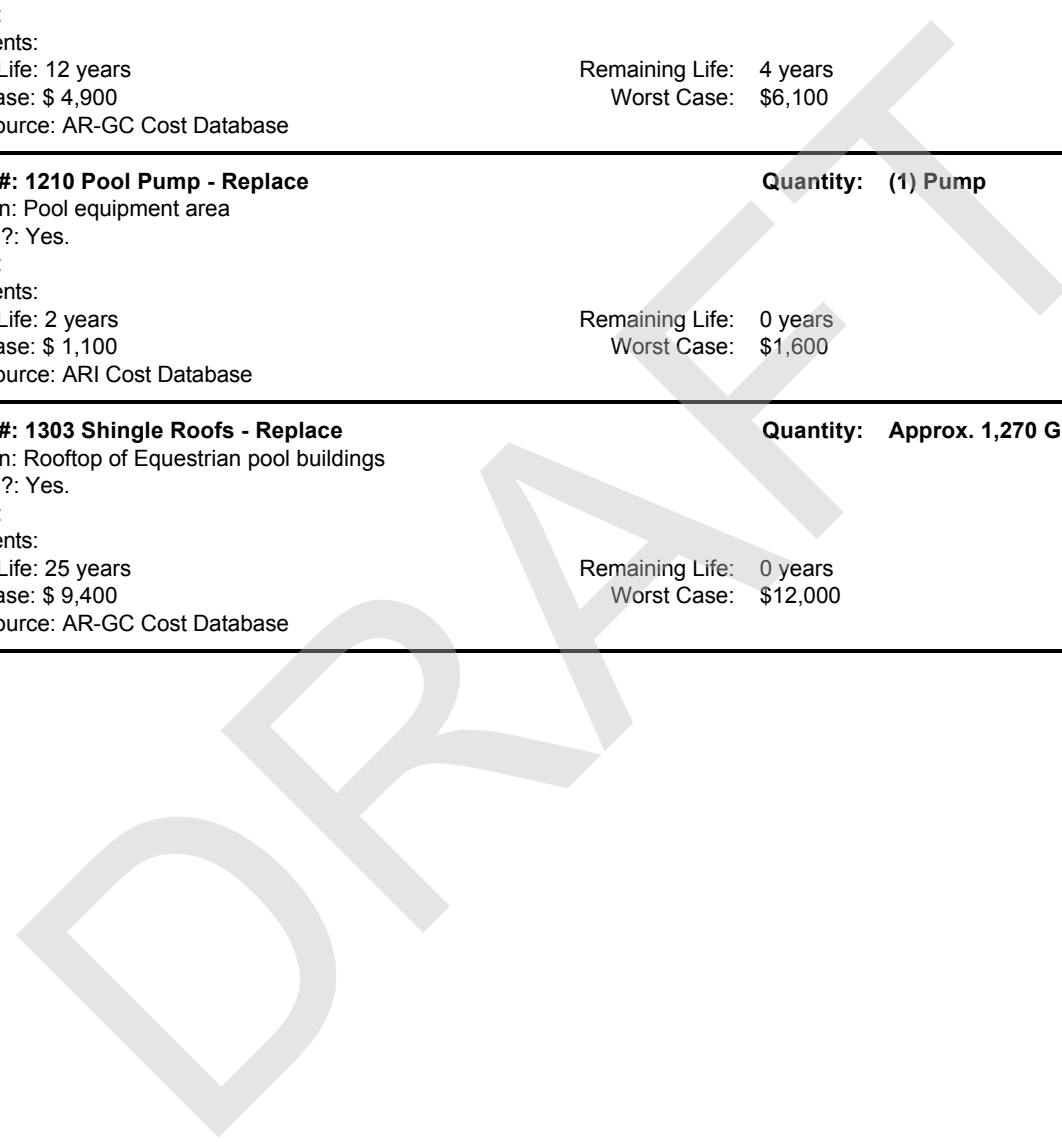 :
ents:
Life: 12 years Remaining Life: 4 years
ase: $ 4,900 Worst Case: $6,100
ource: AR-GC Cost Database
#: 1210 Pool Pump - Replace Quantity: (1) Pump
n: Pool equipment area
?: Yes.
:
ents:
Life: 2 years Remaining Life: 0 years
ase: $ 1,100 Worst Case: $1,600
ource: ARI Cost Database
#: 1303 Shingle Roofs - Replace Quantity: Approx. 1,270 G
n: Rooftop of Equestrian pool buildings
?: Yes.
:
ents:
Life: 25 years Remaining Life: 0 years
ase: $ 9,400 Worst Case: $12,000
ource: AR-GC Cost Database
DRAFT